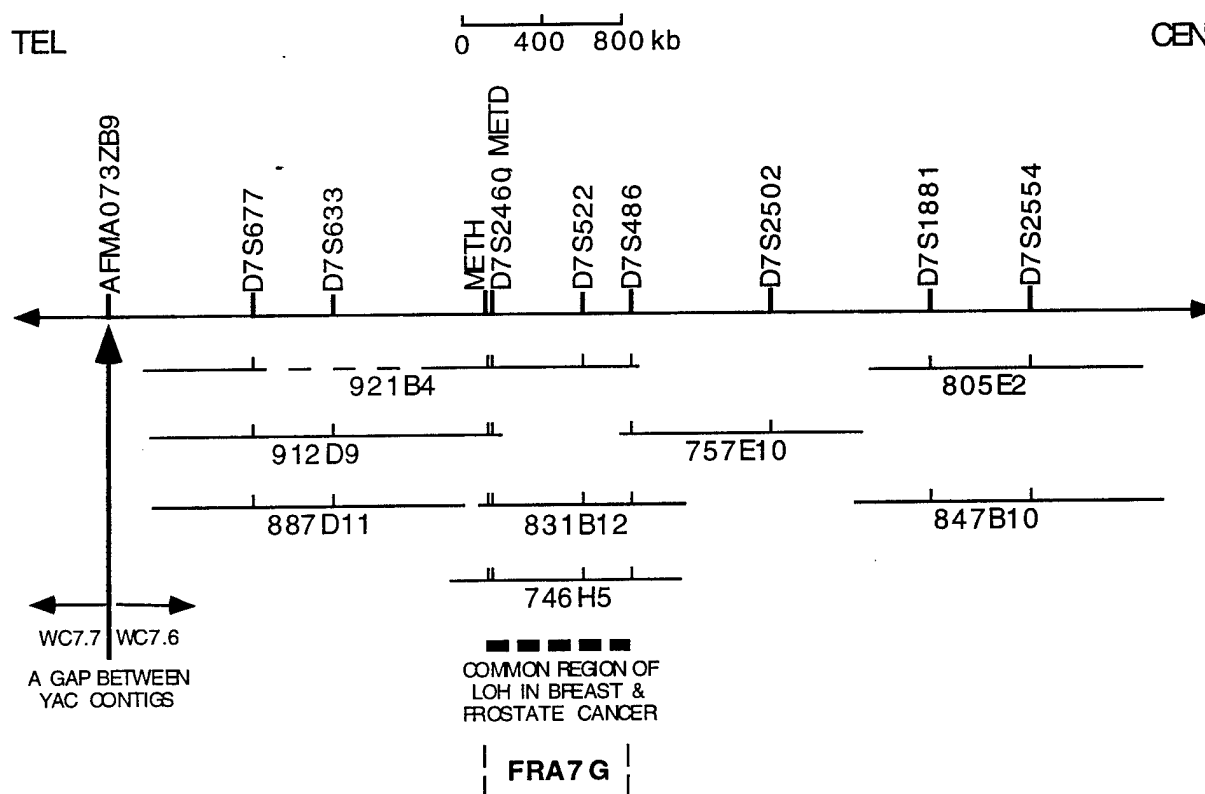 TEL
0 400 800 kb
CEN
AFMA073ZB9
D7S677
D7S633
METH
D7S2460, METD
D7S522
D7S486
D7S2502
D7S1881
D7S2554
921B4
805E2
912D9
757E10
887D11
831B12
847B10
746H5
WC7.7 WC7.6
A GAP BETWEEN
YAC CONTIGS
COMMON REGION OF
LOH IN BREAST &
PROSTATE CANCER
FRA7G